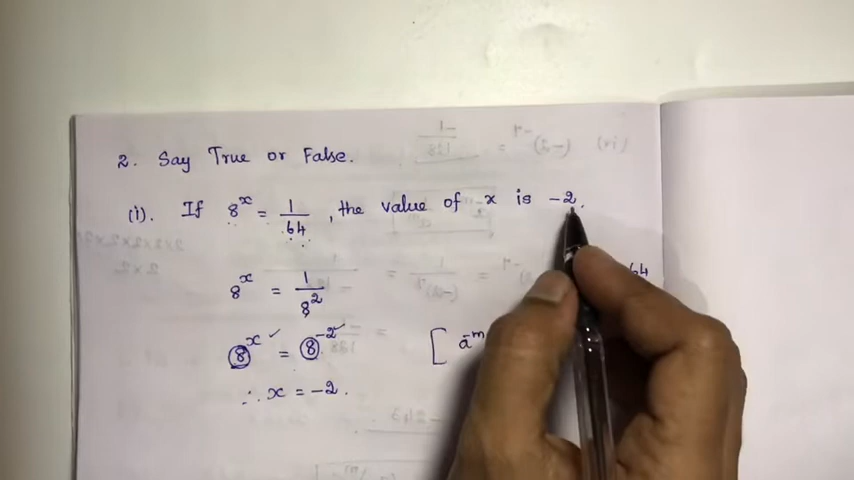 2. Say True or False.
(i). If 8^x = 1/64, the value of x is -2.
8^x = 1/8^2
64
8^x ✓ = 8^-2 ✓
[ a^-m
∴ x = -2.